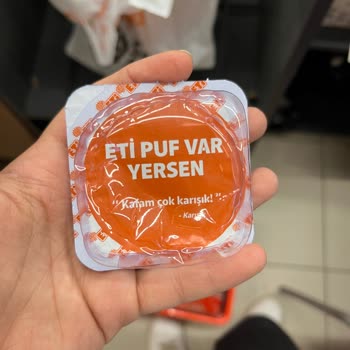 ETİ PUF VAR
YERSEN
“Kafam çok karışık!”